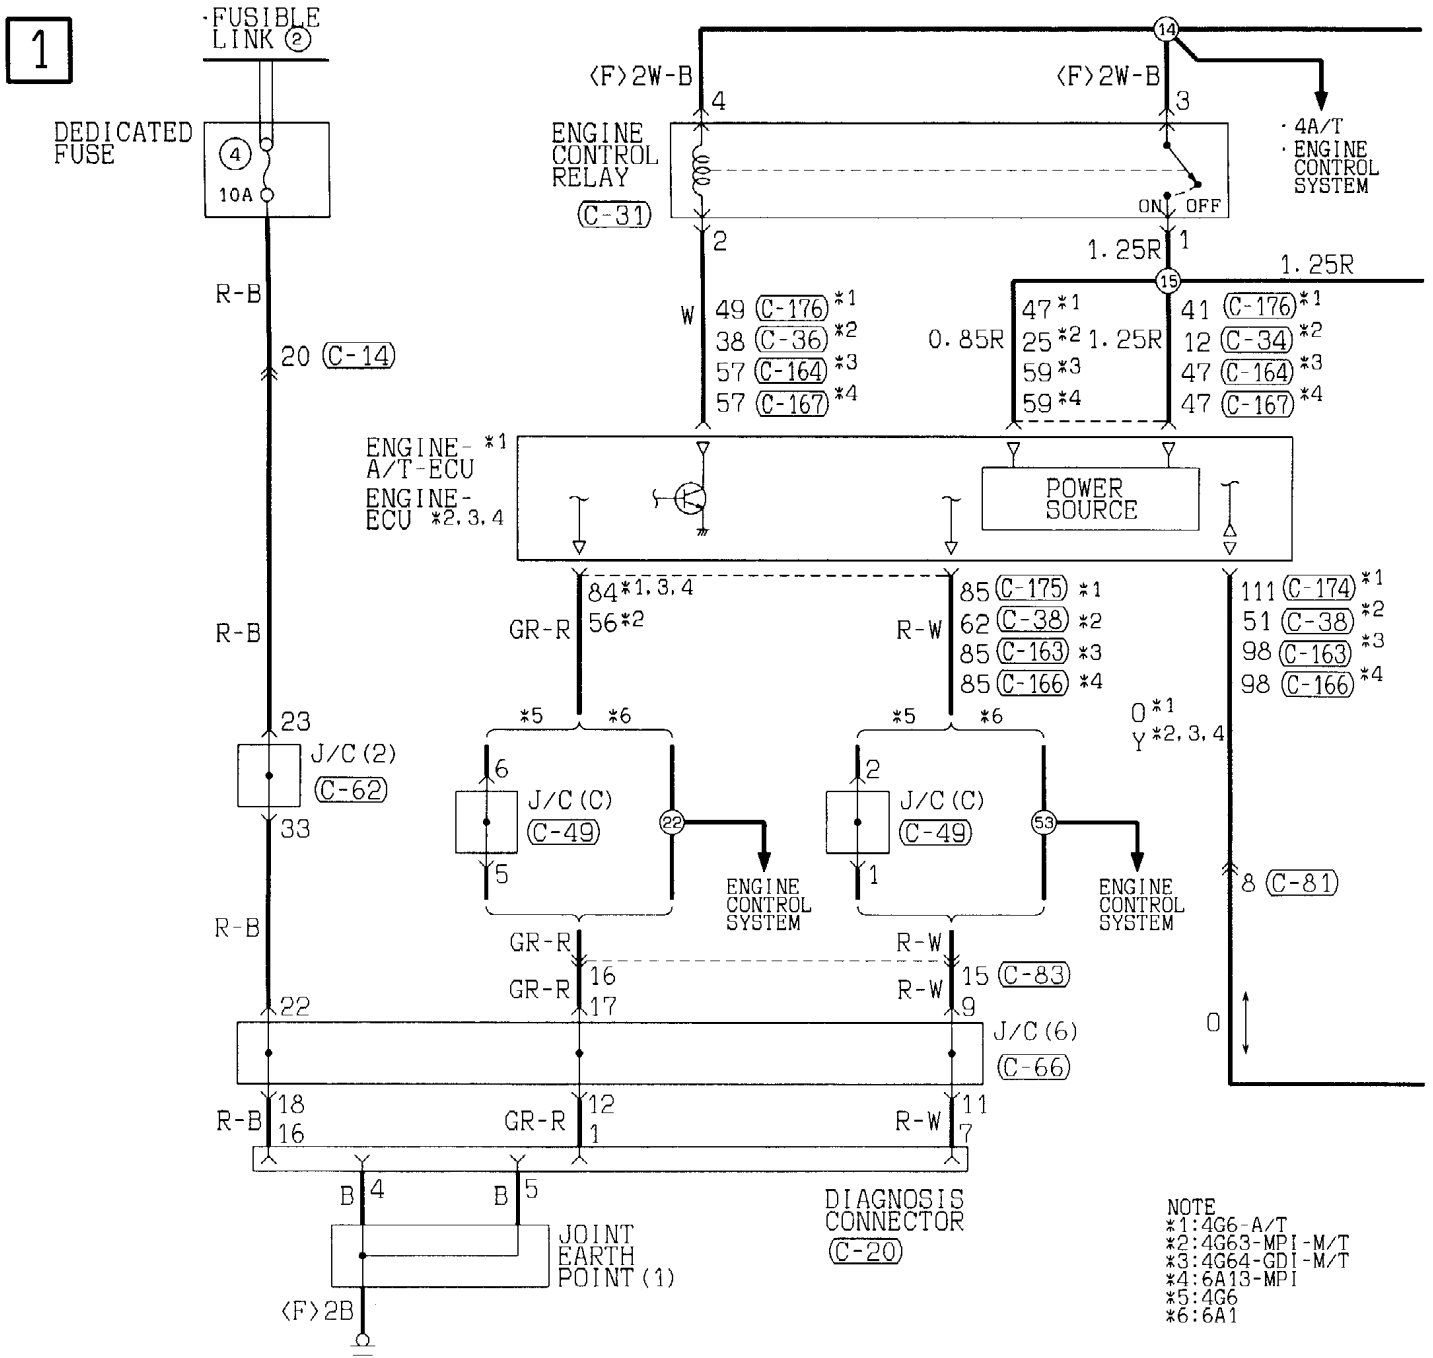 1
·FUSIBLE
LINK ②
DEDICATED
FUSE
④
10A
R-B
20 (C-14)
R-B
23
J/C(2)
(C-62)
33
R-B
22
⟨F⟩2W-B
4
⟨F⟩2W-B
3
14
· 4A/T
· ENGINE
CONTROL
SYSTEM
ENGINE
CONTROL
RELAY
(C-31)
ON OFF
2
1
1.25R
15
1.25R
W
49 (C-176) *1
38 (C-36) *2
57 (C-164) *3
57 (C-167) *4
0.85R
47 *1
25 *2
59 *3
59 *4
1.25R
41 (C-176) *1
12 (C-34) *2
47 (C-164) *3
47 (C-167) *4
ENGINE- *1
A/T-ECU
ENGINE-
ECU *2,3,4
POWER
SOURCE
84 *1,3,4
56 *2
GR-R
85 (C-175) *1
62 (C-38) *2
85 (C-163) *3
85 (C-166) *4
R-W
111 (C-174) *1
51 (C-38) *2
98 (C-163) *3
98 (C-166) *4
O *1
Y *2,3,4
*5 *6
*5 *6
6
J/C(C)
(C-49)
5
22
ENGINE
CONTROL
SYSTEM
2
J/C(C)
(C-49)
1
53
ENGINE
CONTROL
SYSTEM
8 (C-81)
GR-R
16
GR-R
17
R-W
15 (C-83)
R-W
9
O
J/C(6)
(C-66)
R-B
18
16
GR-R
12
1
R-W
11
7
B 4
B 5
DIAGNOSIS
CONNECTOR
(C-20)
JOINT
EARTH
POINT(1)
⟨F⟩2B
NOTE
*1:4G6-A/T
*2:4G63-MPI-M/T
*3:4G64-GDI-M/T
*4:6A13-MPI
*5:4G6
*6:6A1